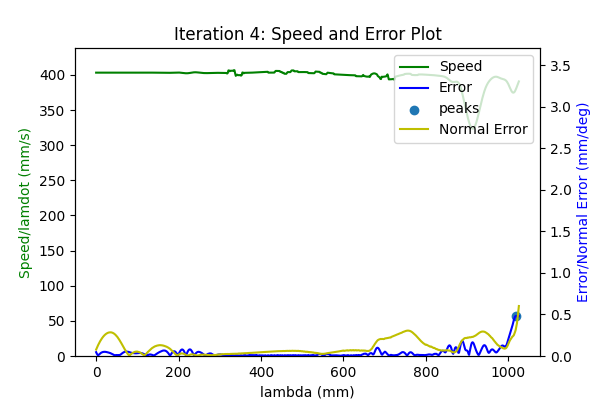 Iteration 4: Speed and Error Plot
Speed/lamdot (mm/s)
400
350
300
250
200
150
100
50
0
Speed
Error
peaks
Normal Error
3.5
3.0
2.5
2.0
1.5
1.0
0.5
0.0
Error/Normal Error (mm/deg)
0
200
400
600
800
1000
lambda (mm)